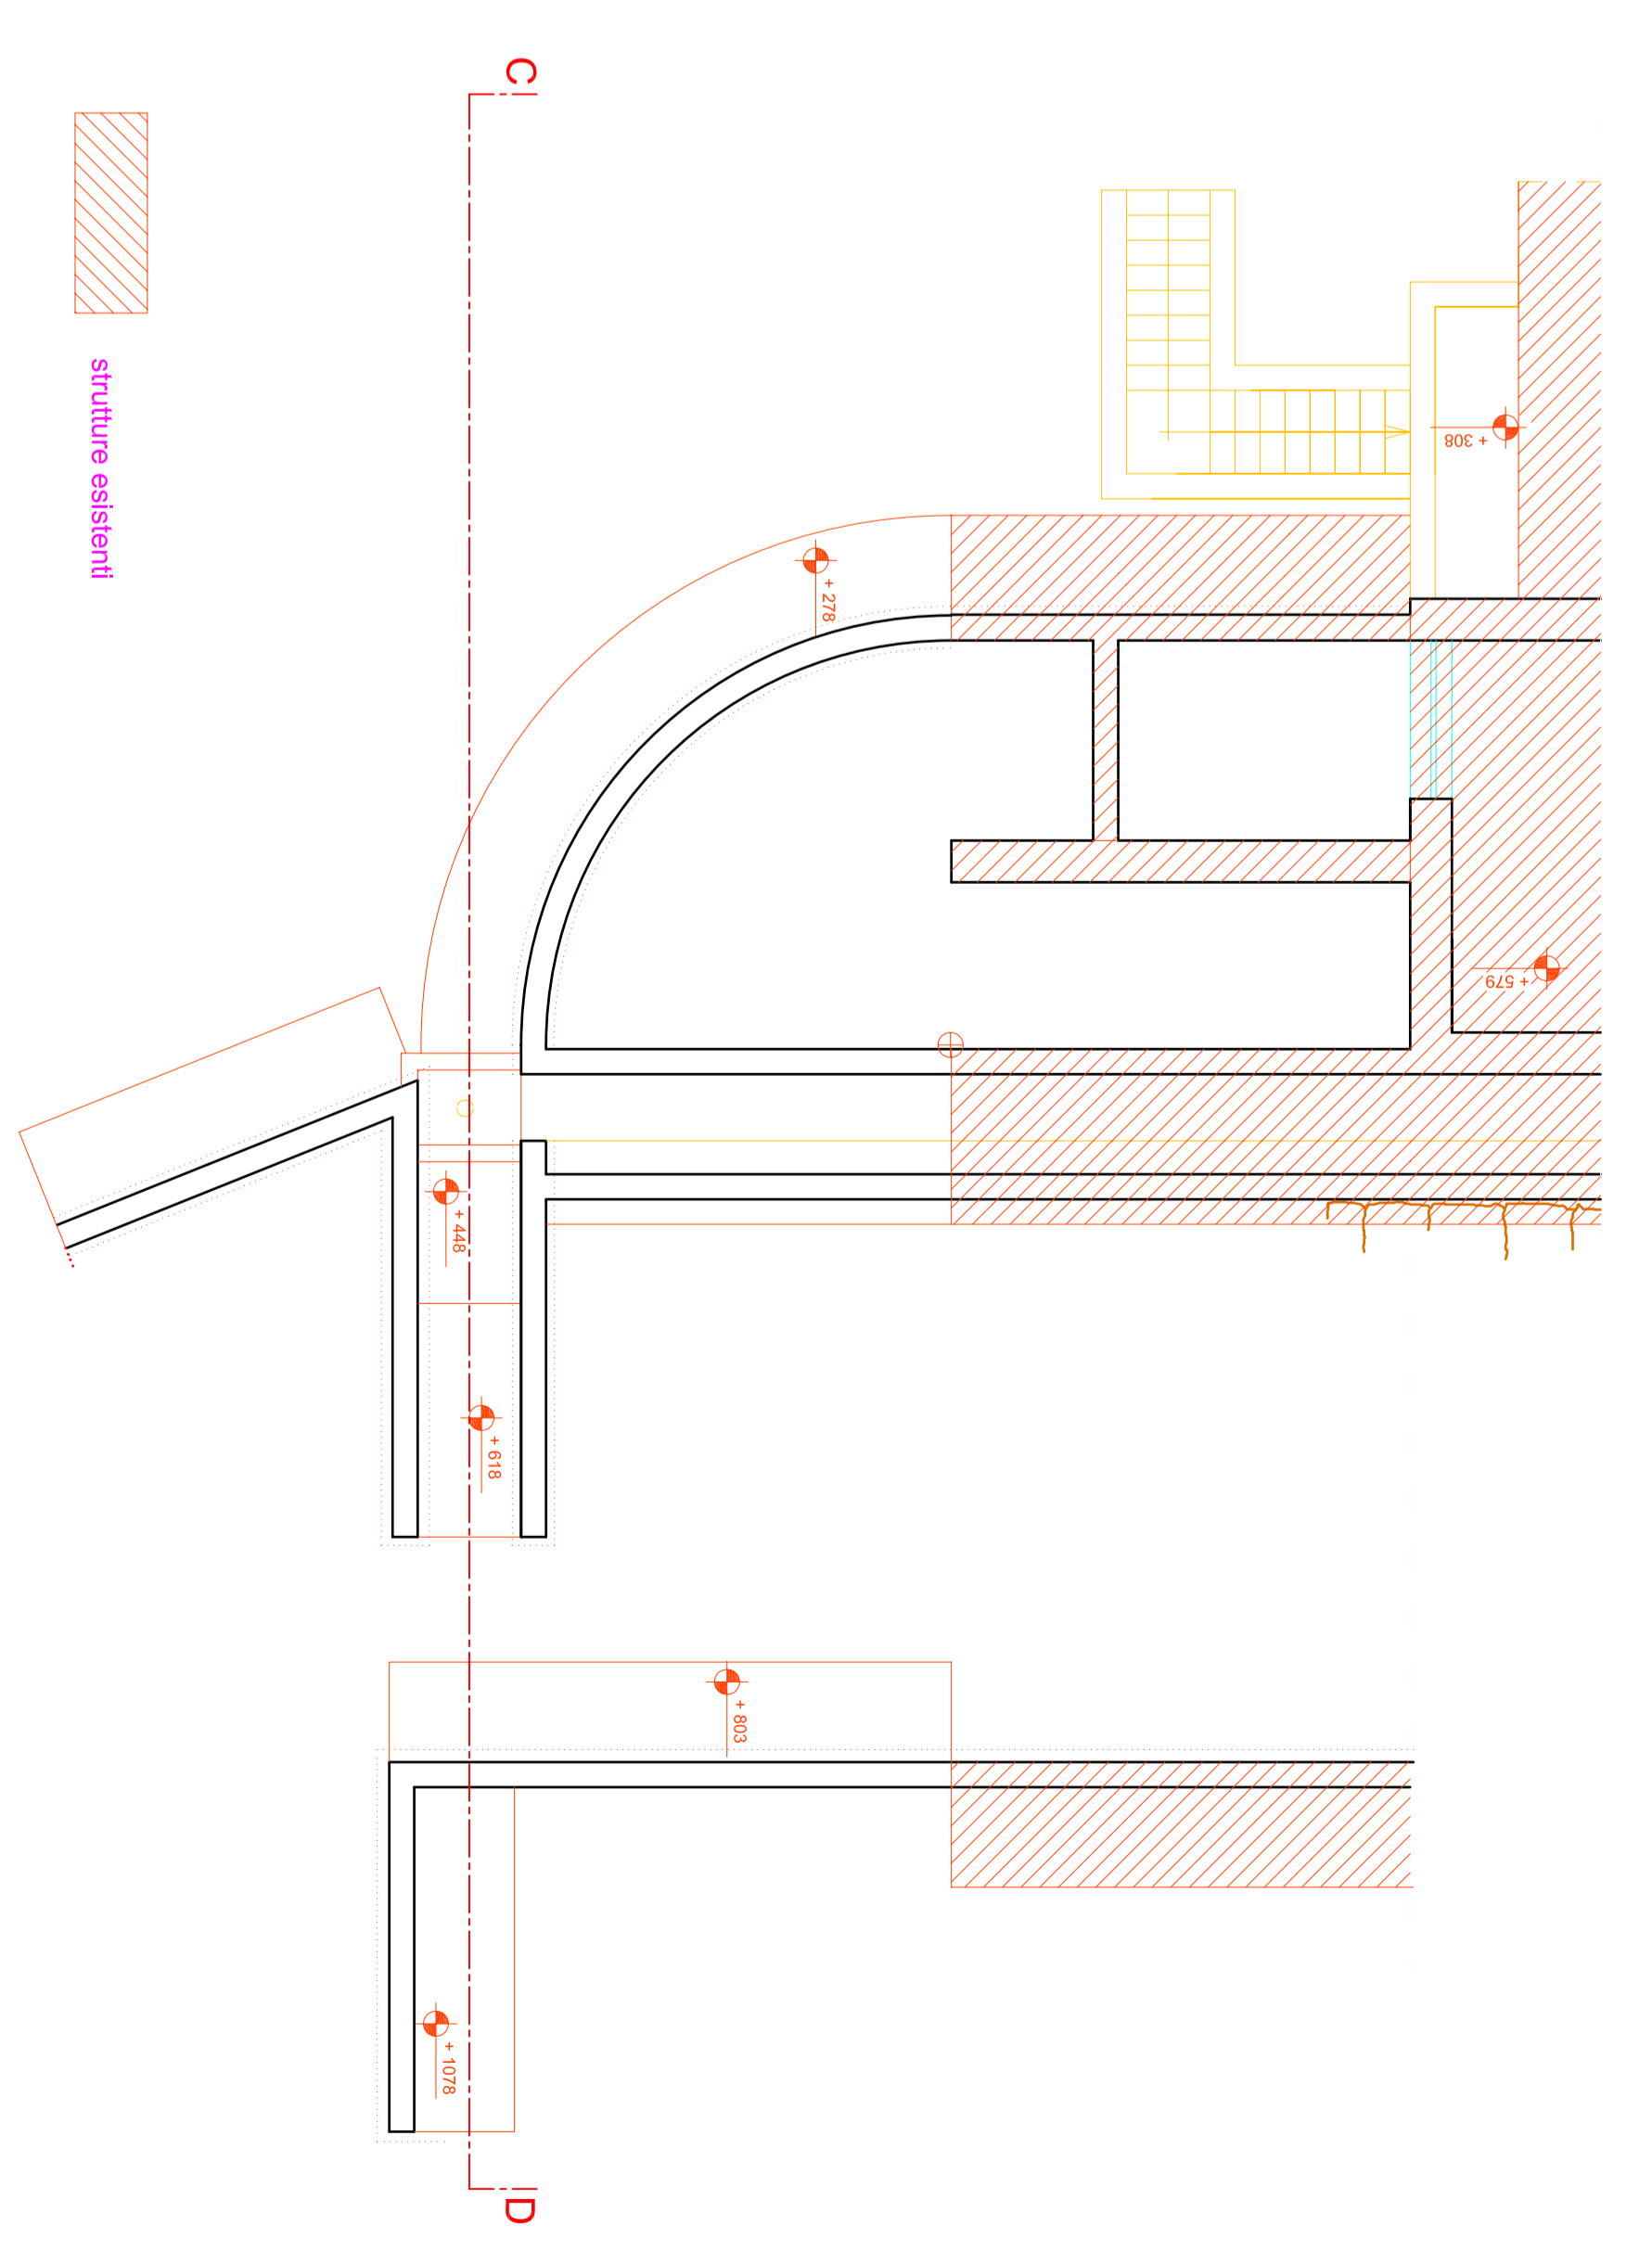 C
strutture esistenti
+ 308
+ 278
+ 579
+ 448
+ 618
+ 803
+ 1078
D